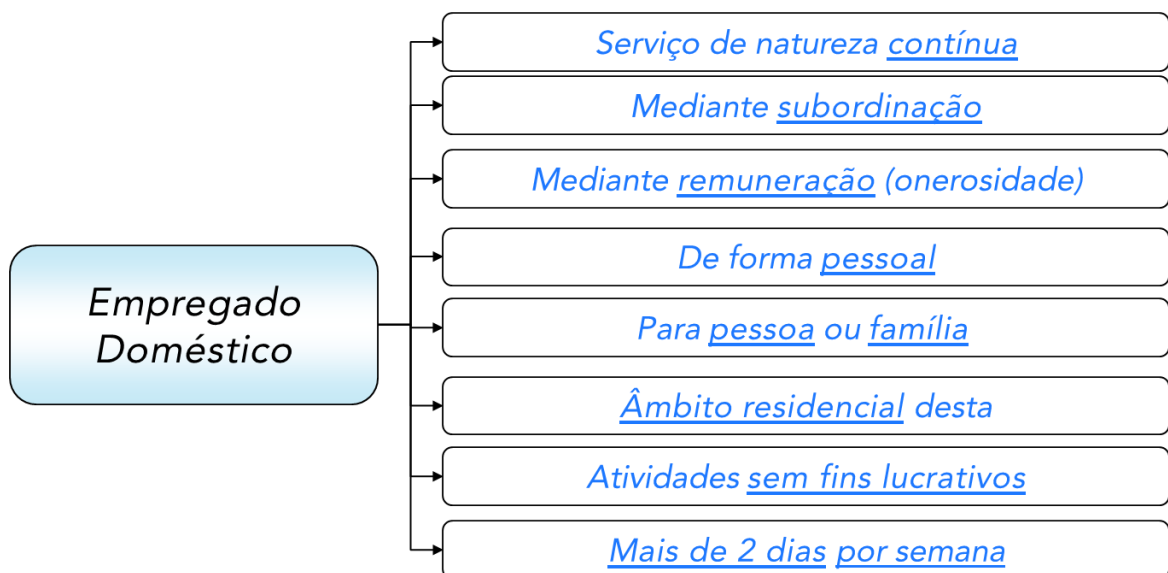 Empregado
Doméstico
Serviço de natureza contínua
Mediante subordinação
Mediante remuneração (onerosidade)
De forma pessoal
Para pessoa ou família
Âmbito residencial desta
Atividades sem fins lucrativos
Mais de 2 dias por semana